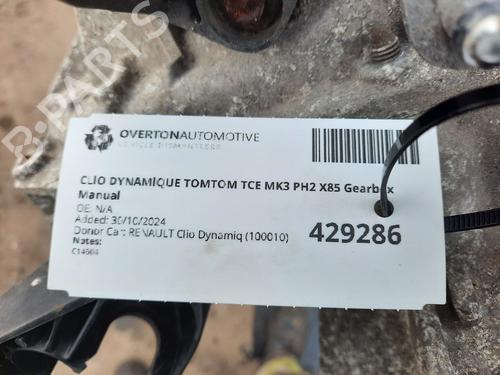 B-PARTS
OVERTONAUTOMOTIVE
VEHICLE DISMANTLERS
CLIO DYNAMIQUE TOMTOM TCE MK3 PH2 X85 Gearbox
Manual
OE: N/A
Added: 30/10/2024
Donor Car: RENAULT Clio Dynamiq (100010)
Notes:
C14664
429286